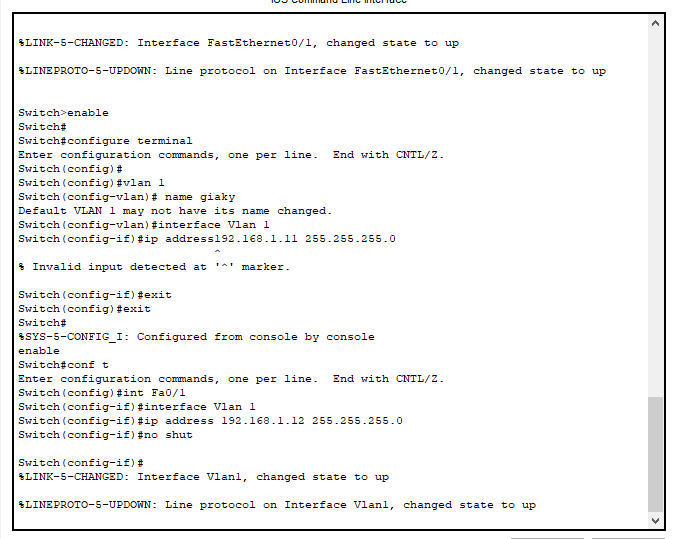 IOS Command Line Interface
%LINK-5-CHANGED: Interface FastEthernet0/1, changed state to up
%LINEPROTO-5-UPDOWN: Line protocol on Interface FastEthernet0/1, changed state to up
Switch>enable
Switch#
Switch#configure terminal
Enter configuration commands, one per line.  End with CNTL/Z.
Switch(config)#
Switch(config)#vlan 1
Switch(config-vlan)# name giaky
Default VLAN 1 may not have its name changed.
Switch(config-vlan)#interface Vlan 1
Switch(config-if)#ip address192.168.1.11 255.255.255.0
^
% Invalid input detected at '^' marker.
Switch(config-if)#exit
Switch(config)#exit
Switch#
%SYS-5-CONFIG_I: Configured from console by console
enable
Switch#conf t
Enter configuration commands, one per line.  End with CNTL/Z.
Switch(config)#int Fa0/1
Switch(config-if)#interface Vlan 1
Switch(config-if)#ip address 192.168.1.12 255.255.255.0
Switch(config-if)#no shut
Switch(config-if)#
%LINK-5-CHANGED: Interface Vlan1, changed state to up
%LINEPROTO-5-UPDOWN: Line protocol on Interface Vlan1, changed state to up